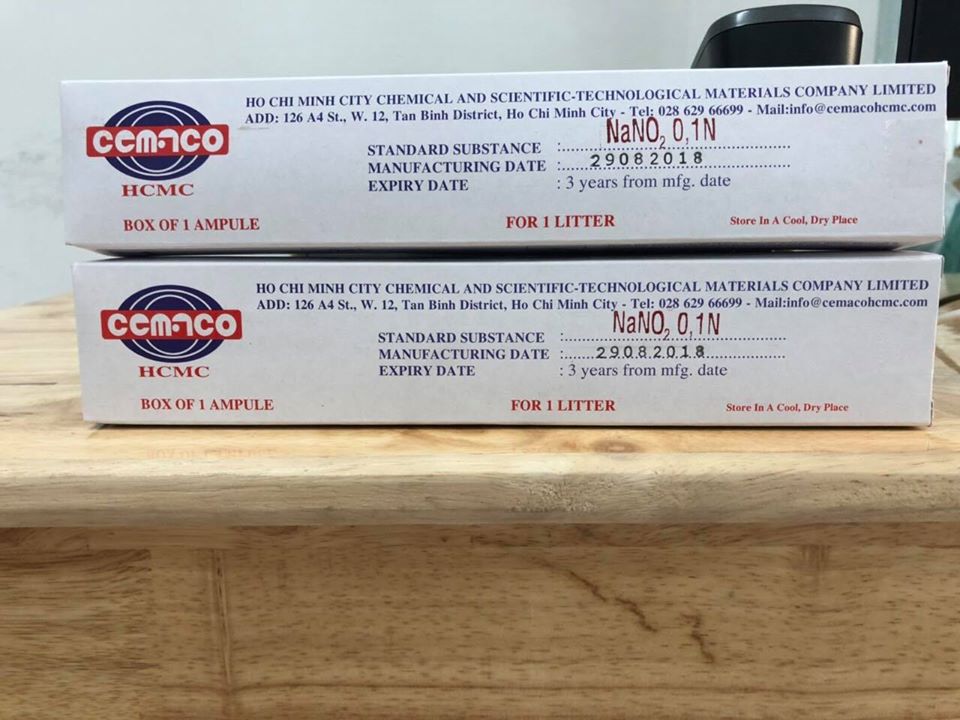 HO CHI MINH CITY CHEMICAL AND SCIENTIFIC-TECHNOLOGICAL MATERIALS COMPANY LIMITED
ADD: 126 A4 St., W. 12, Tan Binh District, Ho Chi Minh City - Tel: 028 629 66699 - Mail:info@cemacohcmc.com
cemaco
HCMC
STANDARD SUBSTANCE : NaNO₂ 0,1N
MANUFACTURING DATE : 29082018
EXPIRY DATE : 3 years from mfg. date
BOX OF 1 AMPULE FOR 1 LITTER Store In A Cool, Dry Place
HO CHI MINH CITY CHEMICAL AND SCIENTIFIC-TECHNOLOGICAL MATERIALS COMPANY LIMITED
ADD: 126 A4 St., W. 12, Tan Binh District, Ho Chi Minh City - Tel: 028 629 66699 - Mail:info@cemacohcmc.com
cemaco
HCMC
STANDARD SUBSTANCE : NaNO₂ 0,1N
MANUFACTURING DATE : 29082018
EXPIRY DATE : 3 years from mfg. date
BOX OF 1 AMPULE FOR 1 LITTER Store In A Cool, Dry Place